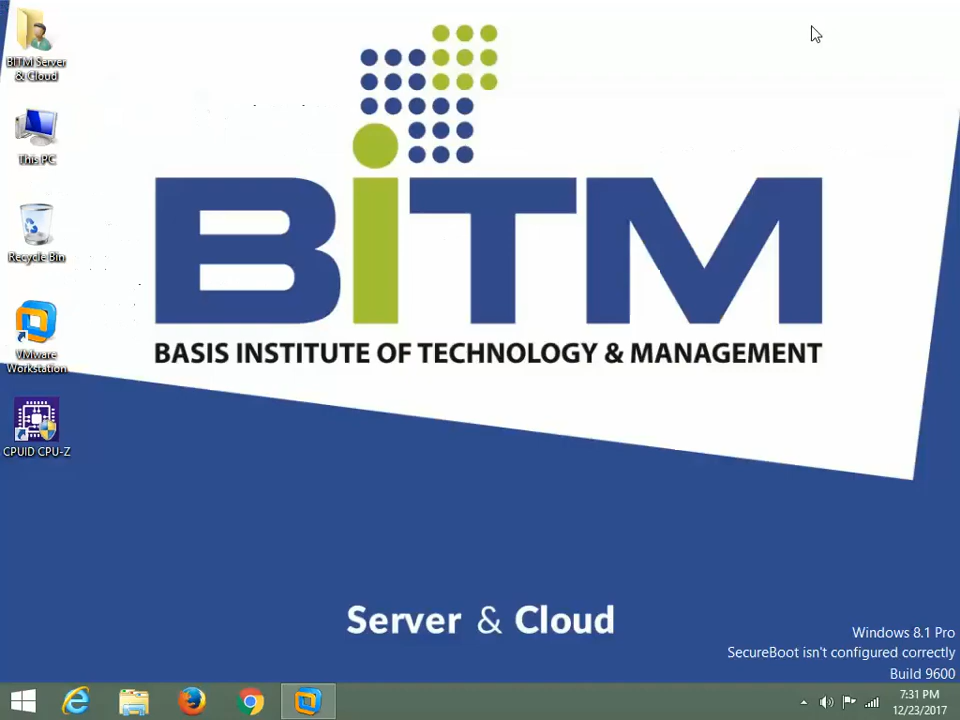 BITM Server
& Cloud
This PC
Recycle Bin
VMware
Workstation
CPUID CPU-Z
BiTM
BASIS INSTITUTE OF TECHNOLOGY & MANAGEMENT
Server & Cloud
Windows 8.1 Pro
SecureBoot isn't configured correctly
Build 9600
7:31 PM
12/23/2017